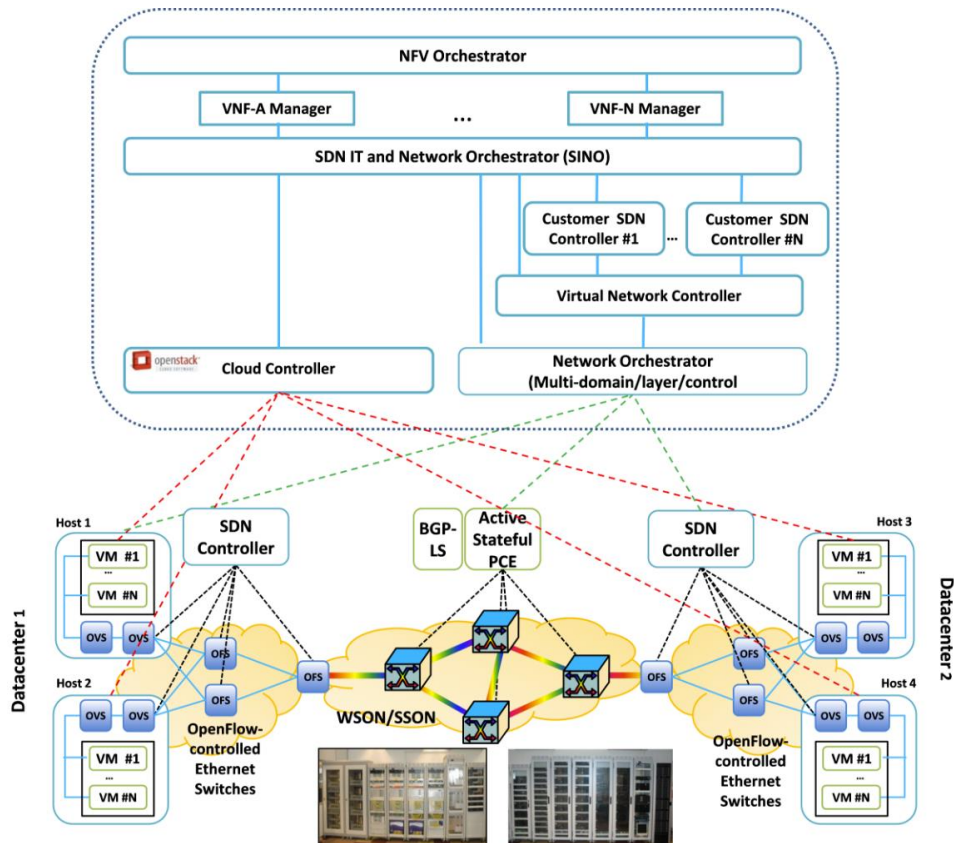 NFV Orchestrator
VNF-A Manager
...
VNF-N Manager
SDN IT and Network Orchestrator (SINO)
Customer SDN
Controller #1
...
Customer SDN
Controller #N
Virtual Network Controller
openstack
CLOUD SOFTWARE
Cloud Controller
Network Orchestrator
(Multi-domain/layer/control
Host 1
VM #1
...
VM #N
OVS
OVS
SDN
Controller
BGP-
LS
Active
Stateful
PCE
SDN
Controller
Host 3
VM #1
...
VM #N
OVS
OVS
Datacenter 1
Datacenter 2
OFS
OFS
OFS
OFS
OFS
OFS
Host 2
OVS
OVS
VM #1
...
VM #N
OpenFlow-
controlled
Ethernet
Switches
WSON/SSON
OpenFlow-
controlled
Ethernet
Switches
Host 4
OVS
OVS
VM #1
...
VM #N